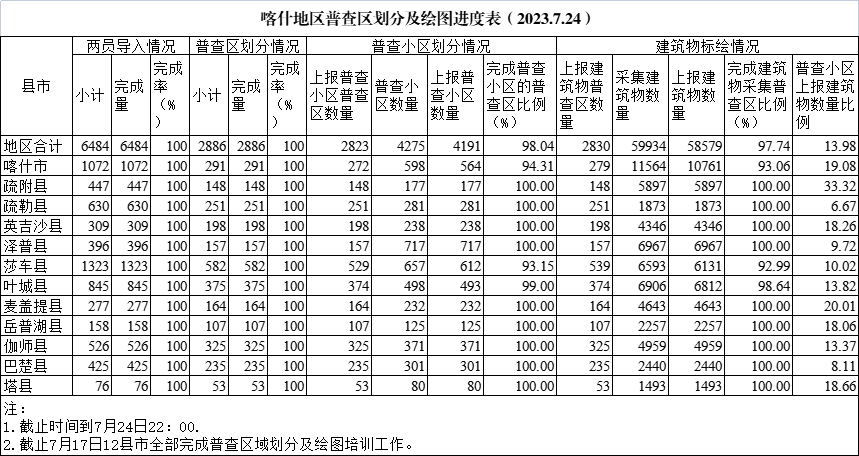 喀什地区普查区划分及绘图进度表（2023.7.24）
县市 两员导入情况 普查区划分情况 普查小区划分情况 建筑物标绘情况
小计 完成量 完成率（%） 小计 完成量 完成率（%） 上报普查小区普查区数量 普查小区数量 上报普查小区数量 完成普查小区的普查区比例（%） 上报建筑物普查区数量 采集建筑物数量 上报建筑物数量 完成建筑物采集普查区比例（%） 普查小区上报建筑物数量比例
地区合计 6484 6484 100 2886 2886 100 2823 4275 4191 98.04 2830 59934 58579 97.74 13.98
喀什市 1072 1072 100 291 291 100 272 598 564 94.31 279 11564 10761 93.06 19.08
疏附县 447 447 100 148 148 100 148 177 177 100.00 148 5897 5897 100.00 33.32
疏勒县 630 630 100 251 251 100 251 281 281 100.00 251 1873 1873 100.00 6.67
英吉沙县 309 309 100 198 198 100 198 238 238 100.00 198 4346 4346 100.00 18.26
泽普县 396 396 100 157 157 100 157 717 717 100.00 157 6967 6967 100.00 9.72
莎车县 1323 1323 100 582 582 100 529 657 612 93.15 539 6593 6131 92.99 10.02
叶城县 845 845 100 375 375 100 374 498 493 99.00 374 6906 6812 98.64 13.82
麦盖提县 277 277 100 164 164 100 164 232 232 100.00 164 4643 4643 100.00 20.01
岳普湖县 158 158 100 107 107 100 107 125 125 100.00 107 2257 2257 100.00 18.06
伽师县 526 526 100 325 325 100 325 371 371 100.00 325 4959 4959 100.00 13.37
巴楚县 425 425 100 235 235 100 235 301 301 100.00 235 2440 2440 100.00 8.11
塔县 76 76 100 53 53 100 53 80 80 100.00 53 1493 1493 100.00 18.66
注：
1.截止时间到7月24日22：00.
2.截止7月17日12县市全部完成普查区域划分及绘图培训工作。